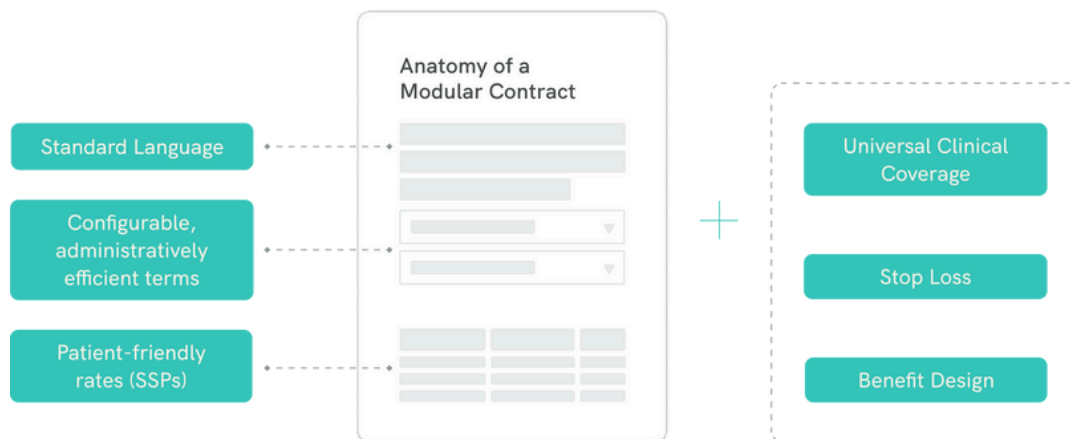 Anatomy of a
Modular Contract
Standard Language
Configurable,
administratively
efficient terms
Patient-friendly
rates (SSPs)
Universal Clinical
Coverage
Stop Loss
Benefit Design